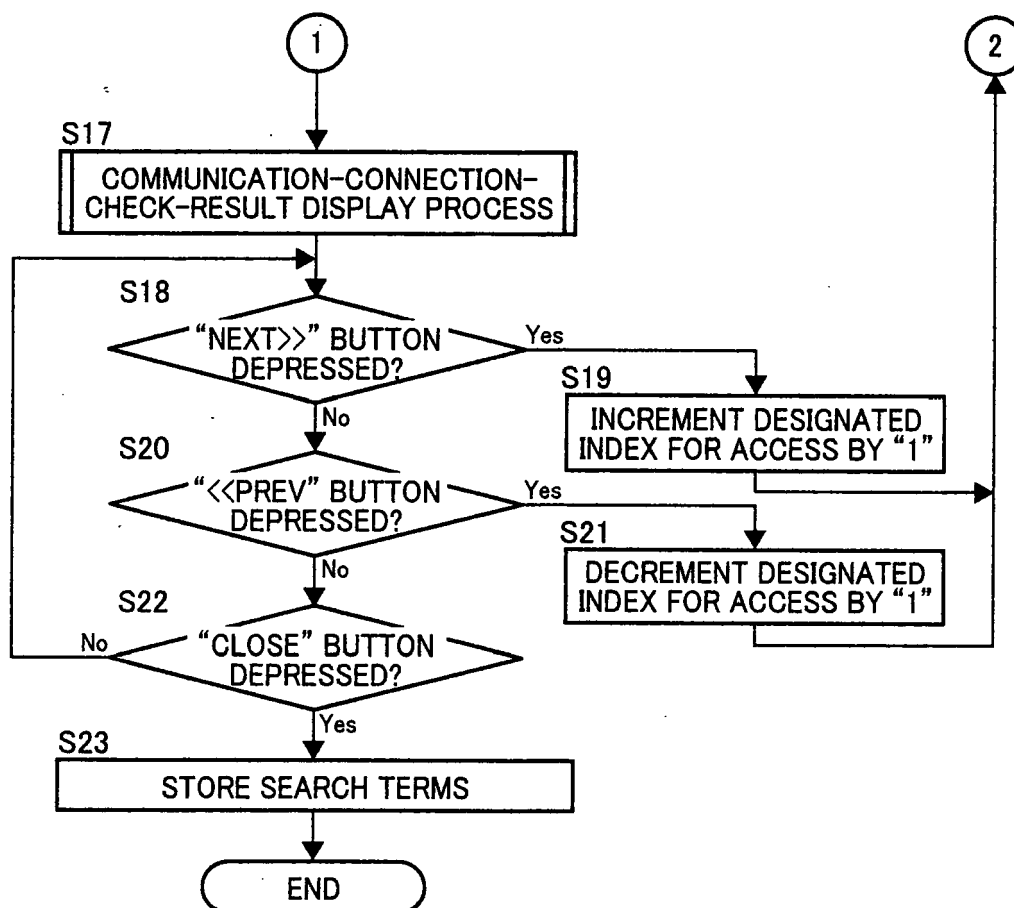 1
2
S17
COMMUNICATION-CONNECTION-
CHECK-RESULT DISPLAY PROCESS
S18
“NEXT>>” BUTTON
DEPRESSED?
Yes
No
S19
INCREMENT DESIGNATED
INDEX FOR ACCESS BY “1”
S20
“<<PREV” BUTTON
DEPRESSED?
Yes
No
S21
DECREMENT DESIGNATED
INDEX FOR ACCESS BY “1”
S22
“CLOSE” BUTTON
DEPRESSED?
No
Yes
S23
STORE SEARCH TERMS
END